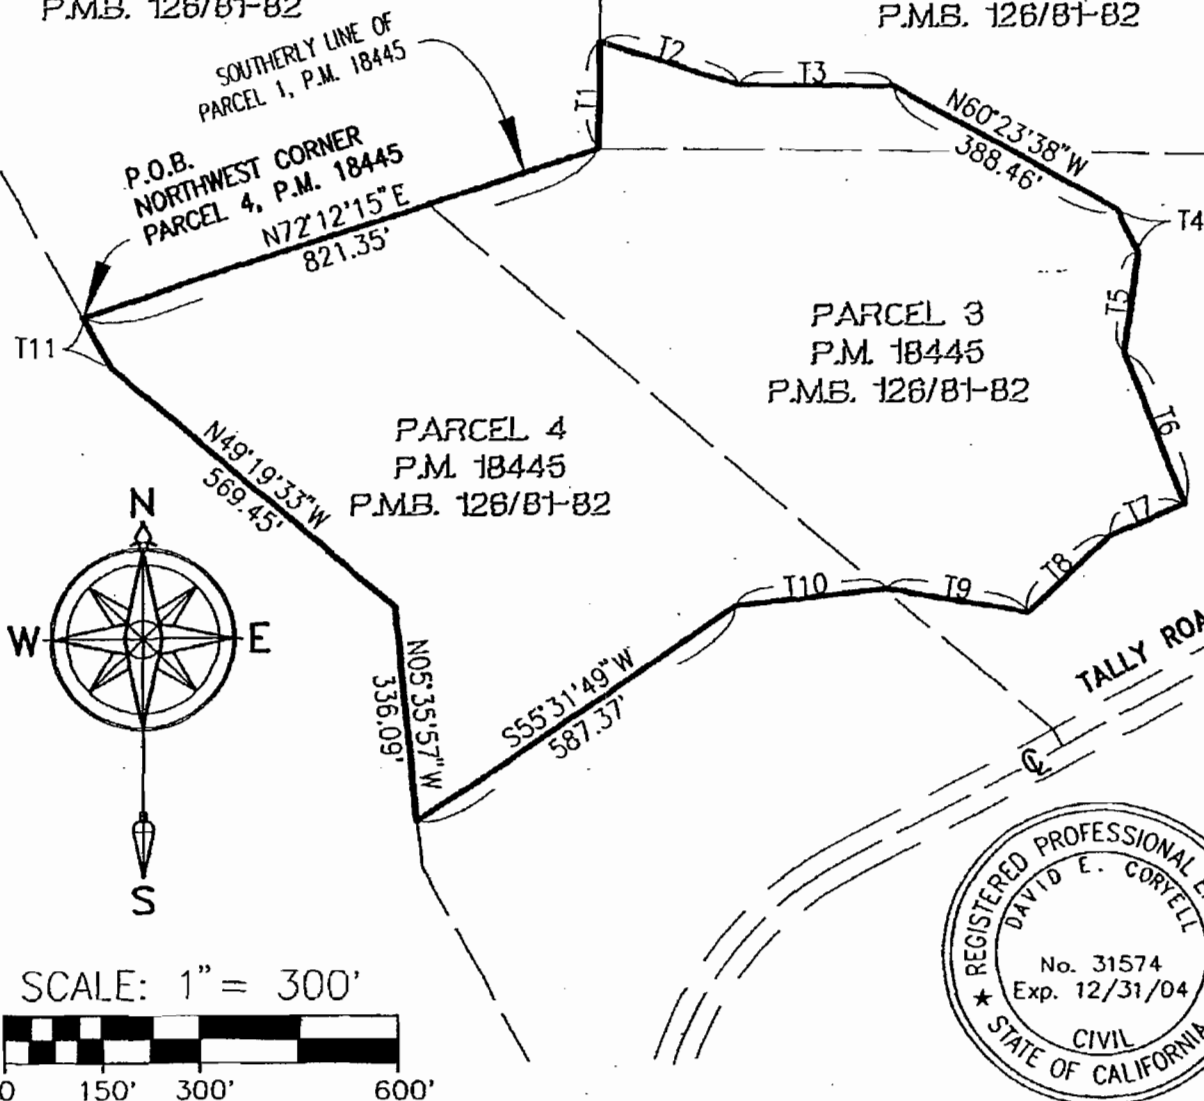 P.M.B. 126/81-82
P.M.B. 126/81-82
SOUTHERLY LINE OF
PARCEL 1, P.M. 18445
T1
T2
T3
N60°23'38"W
388.46'
T4
P.O.B.
NORTHWEST CORNER
PARCEL 4, P.M. 18445
N72°12'15"E
821.35'
T11
T5
PARCEL 3
P.M. 18445
P.M.B. 126/81-82
T6
PARCEL 4
P.M. 18445
P.M.B. 126/81-82
N49°19'33"W
569.45'
T7
T8
T9
T10
N
W
E
S
N05°35'57"W
336.09'
S55°31'49"W
587.37'
TALLY ROA
CL
REGISTERED PROFESSIONAL E
DAVID E. CORYELL
No. 31574
Exp. 12/31/04
CIVIL
★ STATE OF CALIFORNIA
SCALE: 1" = 300'
0 150' 300' 600'